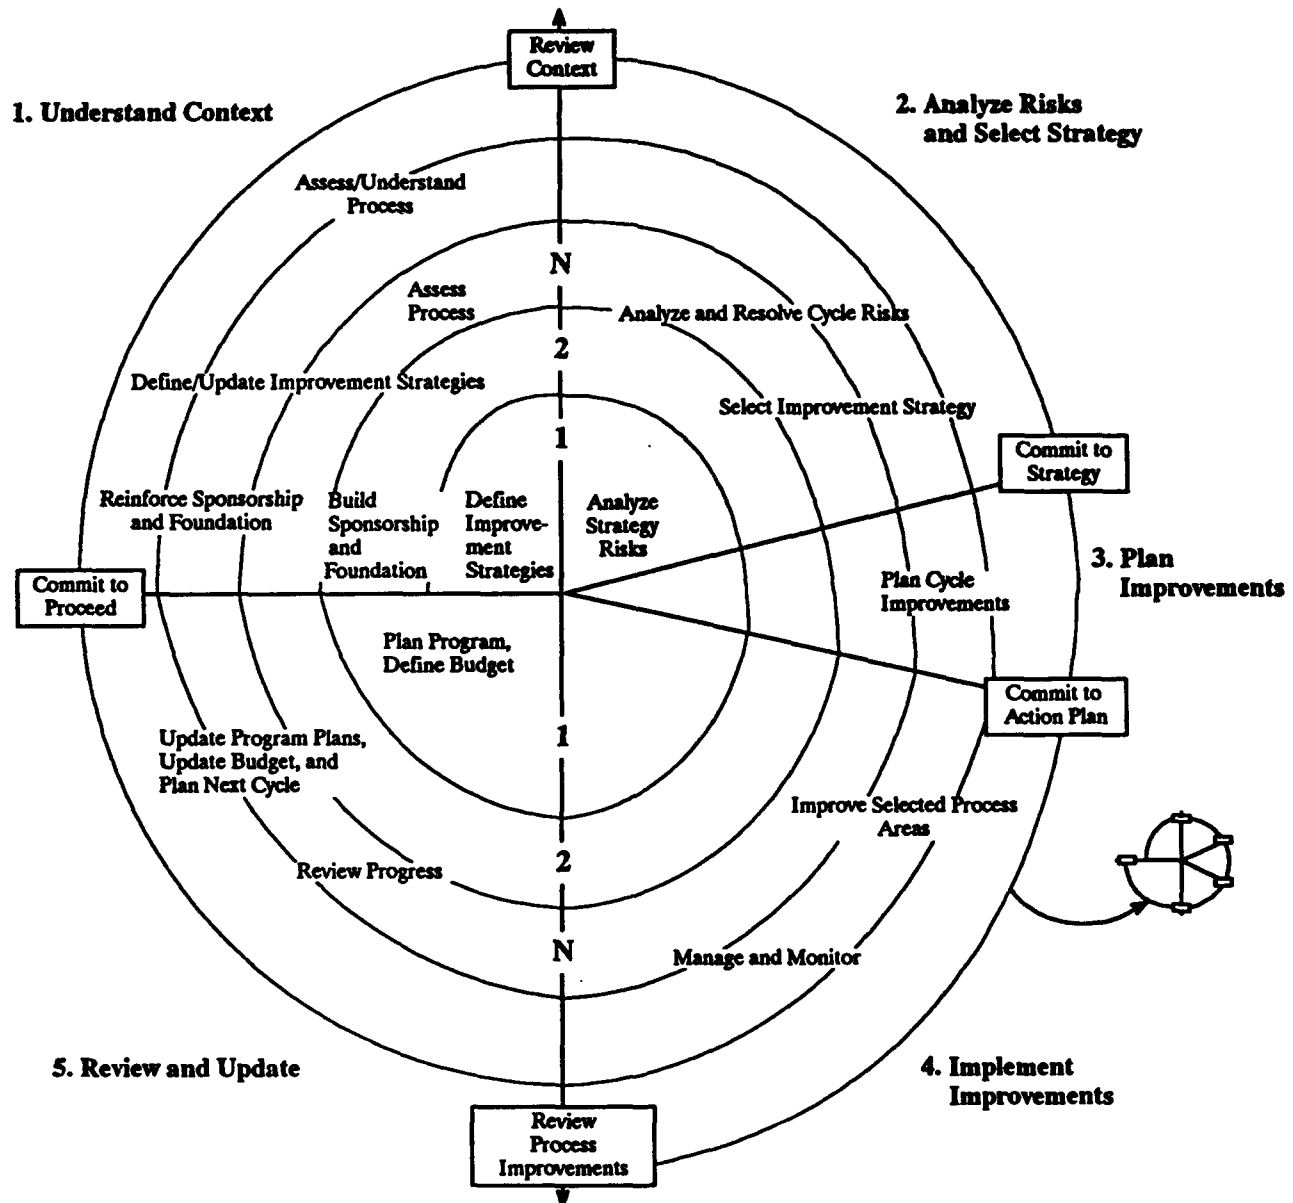 Review
Context
1. Understand Context
2. Analyze Risks
and Select Strategy
Assess/Understand
Process
N
Assess
Process
Analyze and Resolve Cycle Risks
2
Define/Update Improvement Strategies
Select Improvement Strategy
1
Commit to
Strategy
Reinforce Sponsorship
and Foundation
Build
Sponsorship
and
Foundation
Define
Improve-
ment
Strategies
Analyze
Strategy
Risks
Commit to
Proceed
Plan Cycle
Improvements
3. Plan
Improvements
Plan Program,
Define Budget
Commit to
Action Plan
Update Program Plans,
Update Budget, and
Plan Next Cycle
1
Improve Selected Process
Areas
2
Review Progress
N
Manage and Monitor
5. Review and Update
4. Implement
Improvements
Review
Process
Improvements